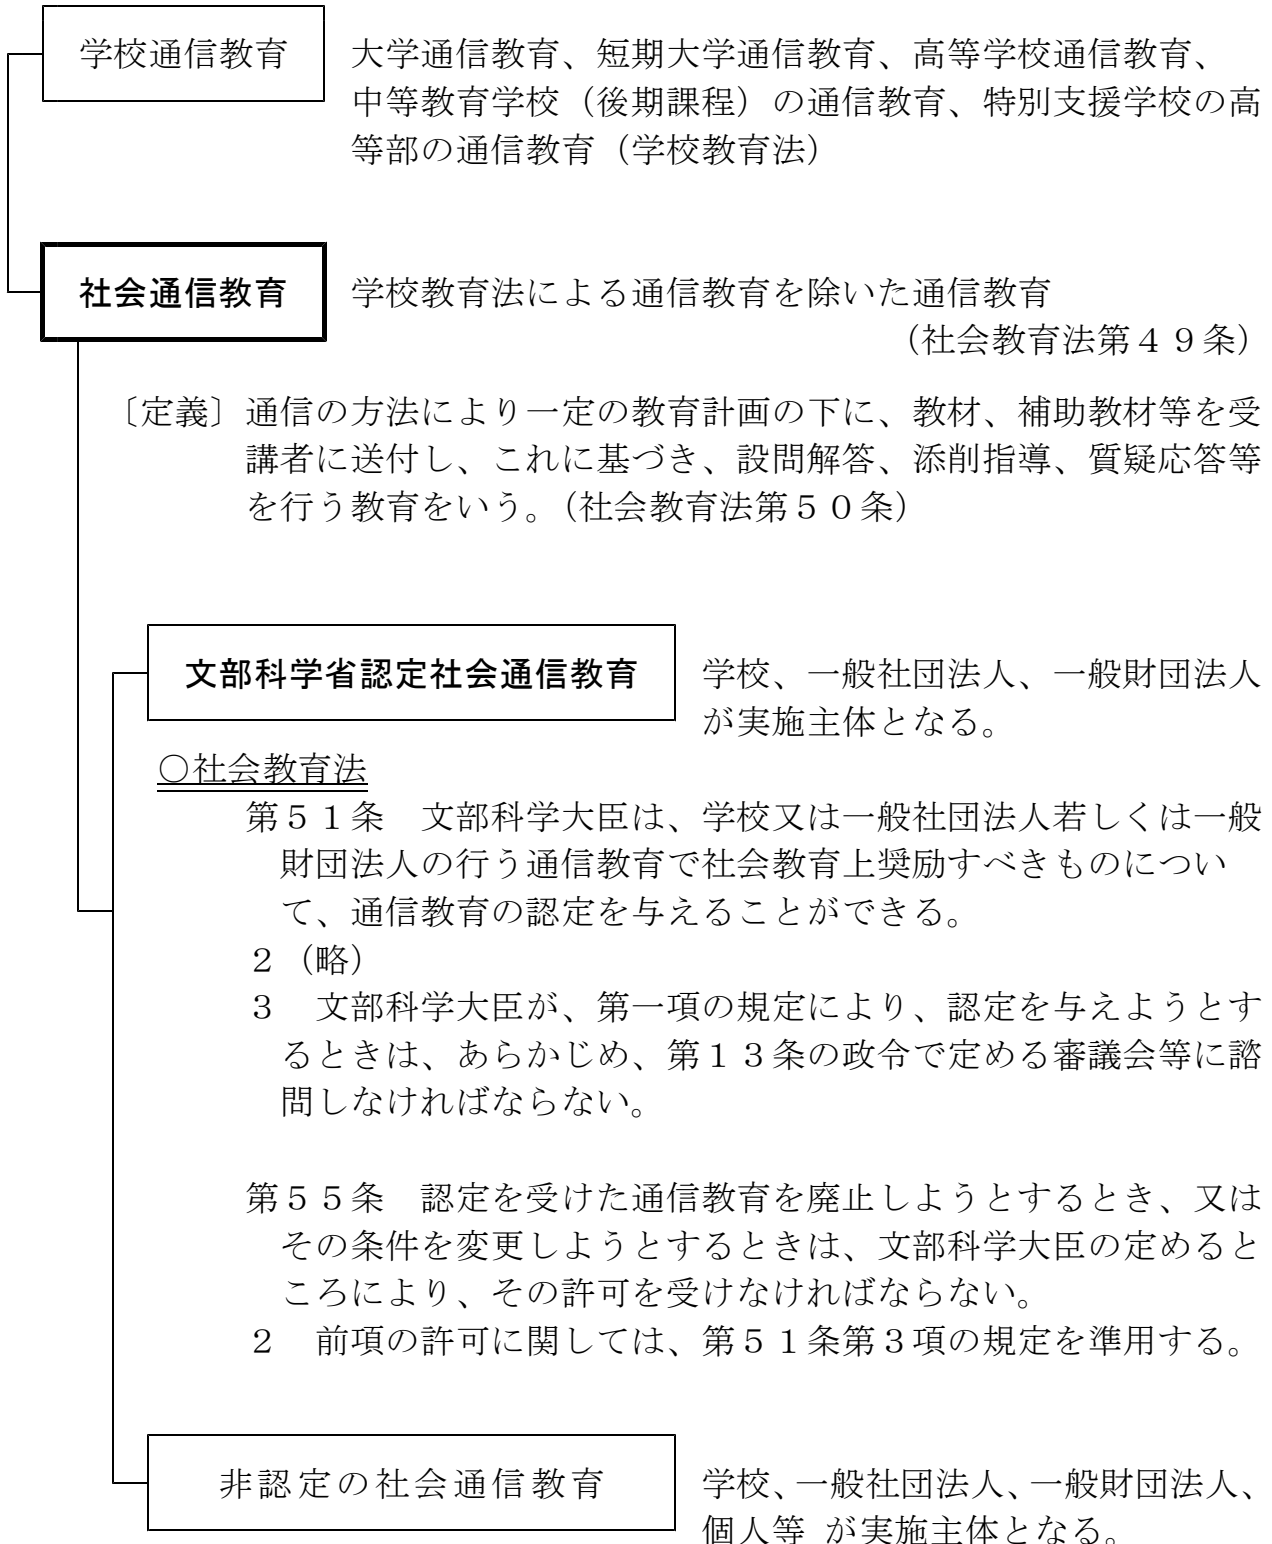 学校通信教育
大学通信教育、短期大学通信教育、高等学校通信教育、
中等教育学校（後期課程）の通信教育、特別支援学校の高
等部の通信教育（学校教育法）
社会通信教育
学校教育法による通信教育を除いた通信教育
（社会教育法第４９条）
〔定義〕通信の方法により一定の教育計画の下に、教材、補助教材等を受
講者に送付し、これに基づき、設問解答、添削指導、質疑応答等
を行う教育をいう。（社会教育法第５０条）
文部科学省認定社会通信教育
学校、一般社団法人、一般財団法人
が実施主体となる。
○社会教育法
第５１条　文部科学大臣は、学校又は一般社団法人若しくは一般
財団法人の行う通信教育で社会教育上奨励すべきものについ
て、通信教育の認定を与えることができる。
２（略）
３　文部科学大臣が、第一項の規定により、認定を与えようとす
るときは、あらかじめ、第１３条の政令で定める審議会等に諮
問しなければならない。
第５５条　認定を受けた通信教育を廃止しようとするとき、又は
その条件を変更しようとするときは、文部科学大臣の定めると
ころにより、その許可を受けなければならない。
２　前項の許可に関しては、第５１条第３項の規定を準用する。
非認定の社会通信教育
学校、一般社団法人、一般財団法人、
個人等 が実施主体となる。